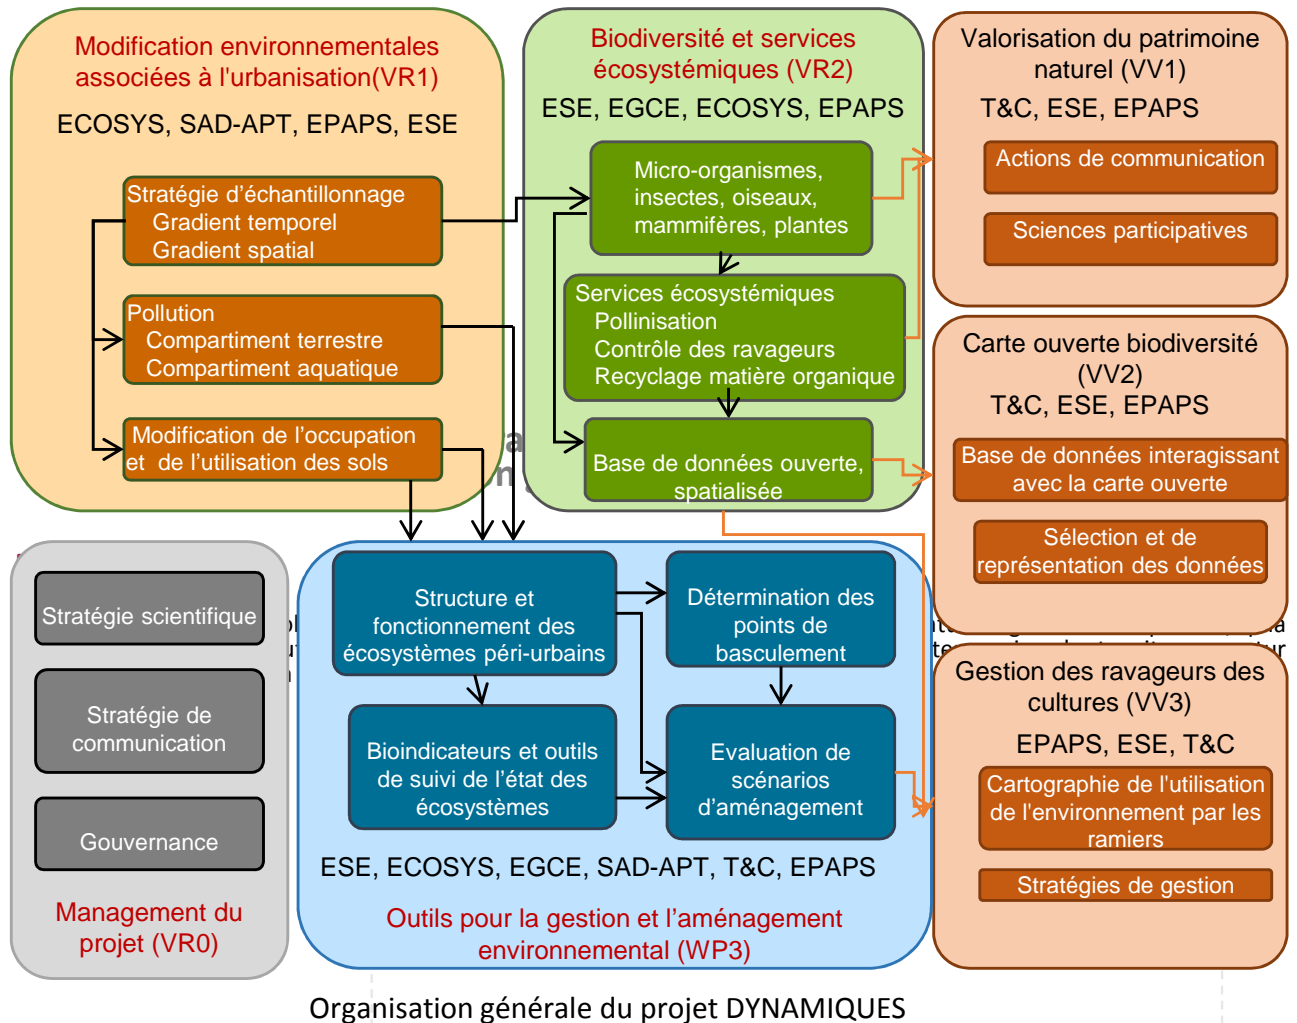 Modification environnementales
associées à l'urbanisation(VR1)
ECOSYS, SAD-APT, EPAPS, ESE
Stratégie d’échantillonnage
Gradient temporel
Gradient spatial
Pollution
Compartiment terrestre
Compartiment aquatique
Modification de l’occupation
et de l’utilisation des sols
Biodiversité et services
écosystémiques (VR2)
ESE, EGCE, ECOSYS, EPAPS
Micro-organismes,
insectes, oiseaux,
mammifères, plantes
Services écosystémiques
Pollinisation
Contrôle des ravageurs
Recyclage matière organique
Base de données ouverte,
spatialisée
Valorisation du patrimoine
naturel (VV1)
T&C, ESE, EPAPS
Actions de communication
Sciences participatives
Carte ouverte biodiversité
(VV2)
T&C, ESE, EPAPS
Base de données interagissant
avec la carte ouverte
Sélection et de
représentation des données
Gestion des ravageurs des
cultures (VV3)
EPAPS, ESE, T&C
Cartographie de l'utilisation
de l'environnement par les
ramiers
Stratégies de gestion
Stratégie scientifique
Stratégie de
communication
Gouvernance
Management du
projet (VR0)
Structure et
fonctionnement des
écosystèmes péri-urbains
Détermination des
points de
basculement
Bioindicateurs et outils
de suivi de l'état des
écosystèmes
Evaluation de
scénarios
d’aménagement
ESE, ECOSYS, EGCE, SAD-APT, T&C, EPAPS
Outils pour la gestion et l’aménagement
environnemental (WP3)
Organisation générale du projet DYNAMIQUES